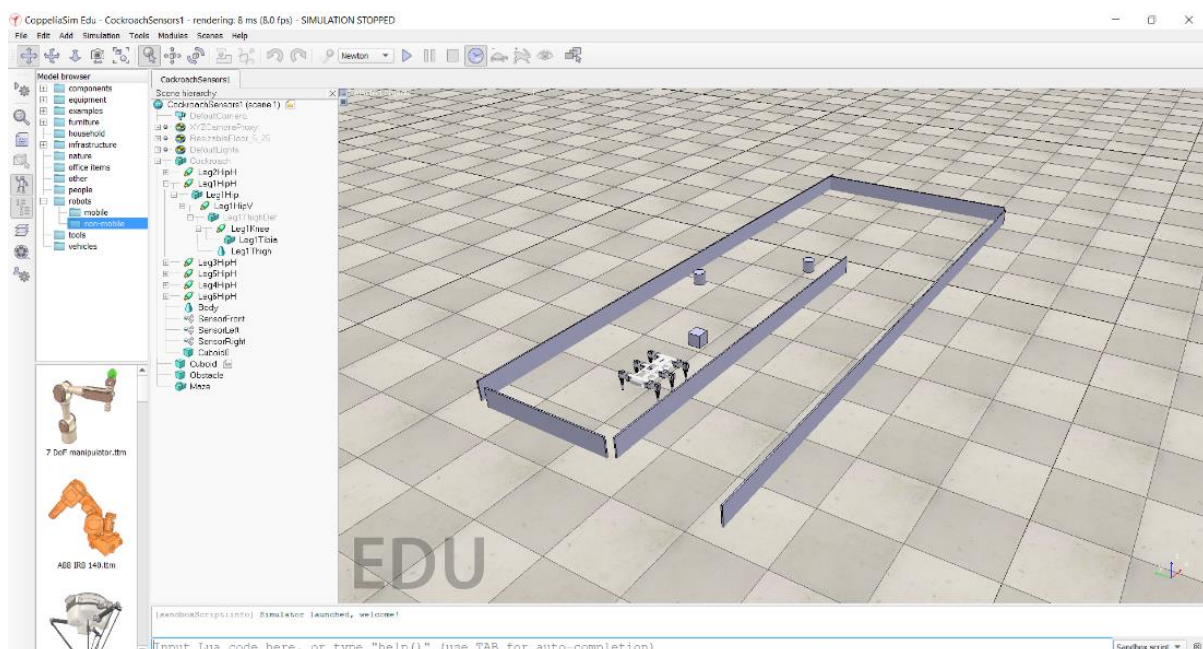 CoppeliaSim Edu - CockroachSensors1 - rendering: 8 ms (8.0 fps) - SIMULATION STOPPED
File Edit Add Simulation Tools Modules Scenes Help
Newton
Model browser
components
equipment
examples
furniture
household
infrastructure
nature
office items
other
people
robots
mobile
non-mobile
tools
vehicles
7 DoF manipulator.ttm
ABB IRB 140.ttm
CockroachSensors1
Scene hierarchy
CockroachSensors1 (scene 1)
DefaultCamera
XYZCameraProxy
ResizableFloor_5_25
DefaultLights
Cockroach
Leg2HipH
Leg1HipH
Leg1Hip
Leg1HipV
Leg1ThighDef
Leg1Knee
Leg1Tibia
Leg1Thigh
Leg3HipH
Leg5HipH
Leg4HipH
Leg6HipH
Body
SensorFront
SensorLeft
SensorRight
Cuboid0
Cuboid
Obstacle
Maze
EDU
[sandboxScript:info] Simulator launched, welcome!
Input Lua code here, or type "help()" (use TAB for auto-completion)
Sandbox script